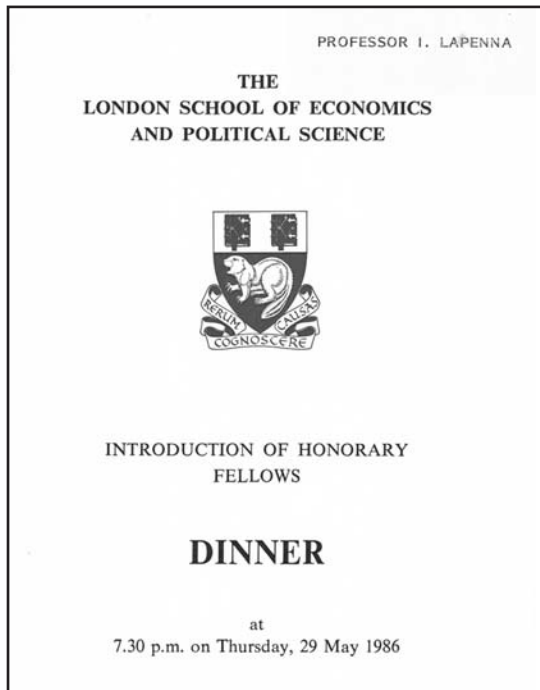 PROFESSOR I. LAPENNA
THE
LONDON SCHOOL OF ECONOMICS
AND POLITICAL SCIENCE
RERUM
CAUSAS
COGNOSCERE
INTRODUCTION OF HONORARY
FELLOWS
DINNER
at
7.30 p.m. on Thursday, 29 May 1986